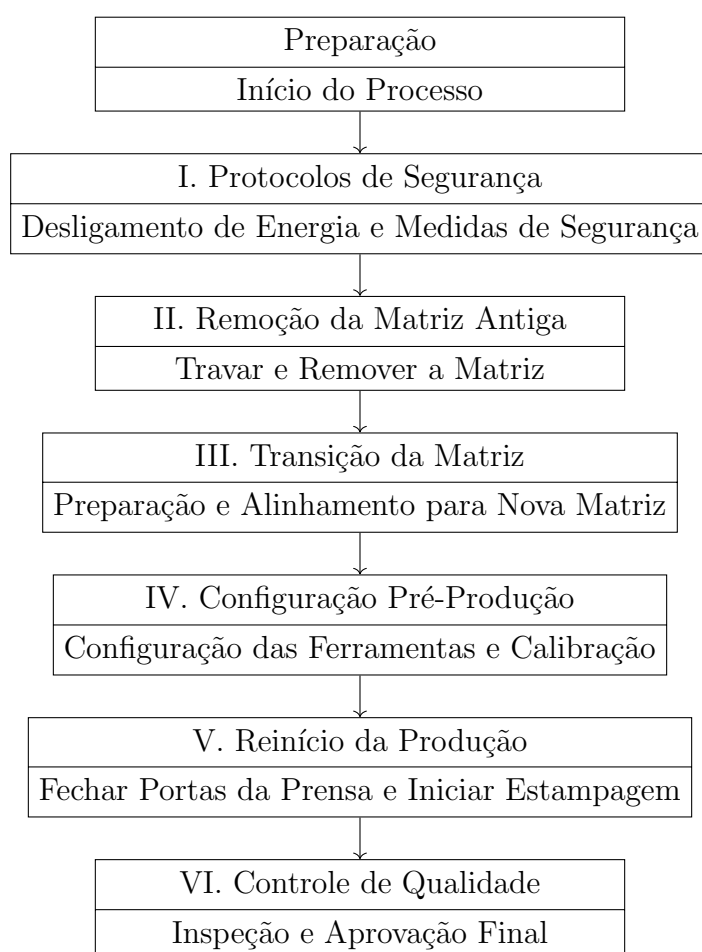 Preparação
Início do Processo
I. Protocolos de Segurança
Desligamento de Energia e Medidas de Segurança
II. Remoção da Matriz Antiga
Travar e Remover a Matriz
III. Transição da Matriz
Preparação e Alinhamento para Nova Matriz
IV. Configuração Pré-Produção
Configuração das Ferramentas e Calibração
V. Reinício da Produção
Fechar Portas da Prensa e Iniciar Estampagem
VI. Controle de Qualidade
Inspeção e Aprovação Final